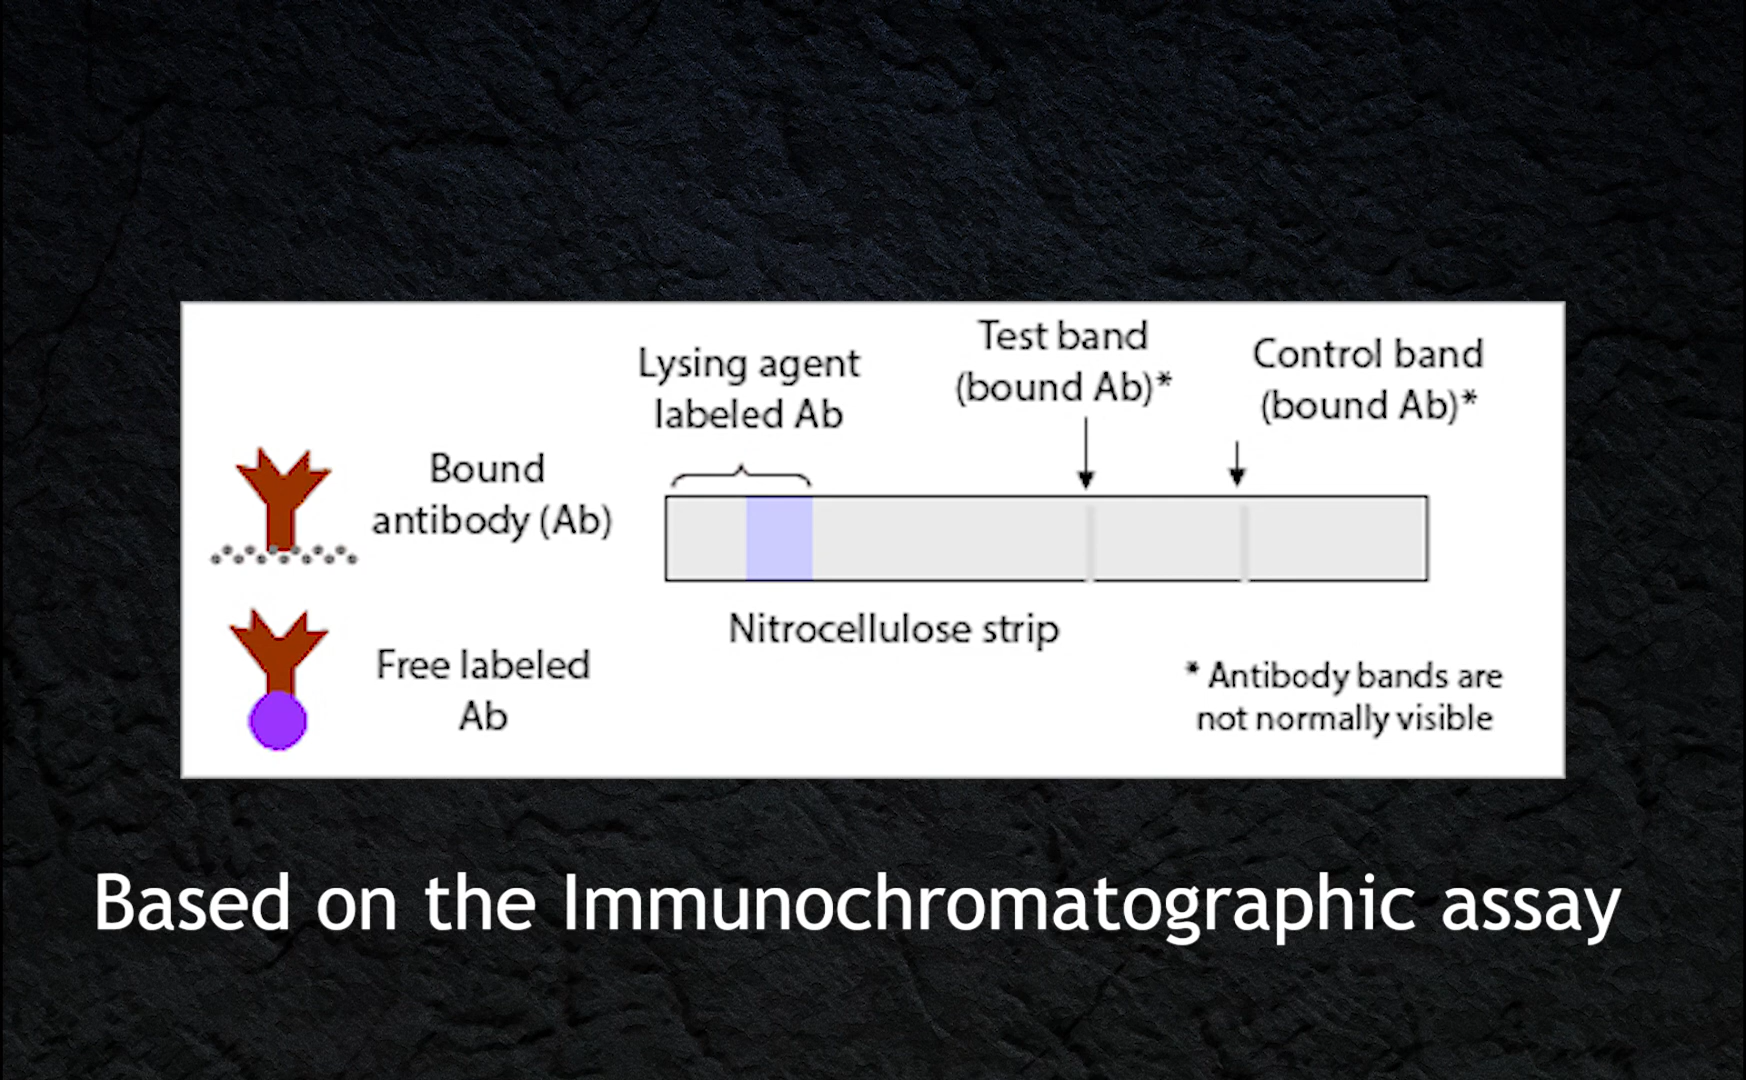 Lysing agent
labeled Ab
Test band
(bound Ab)*
Control band
(bound Ab)*
Bound
antibody (Ab)
Nitrocellulose strip
Free labeled
Ab
* Antibody bands are
not normally visible
Based on the Immunochromatographic assay